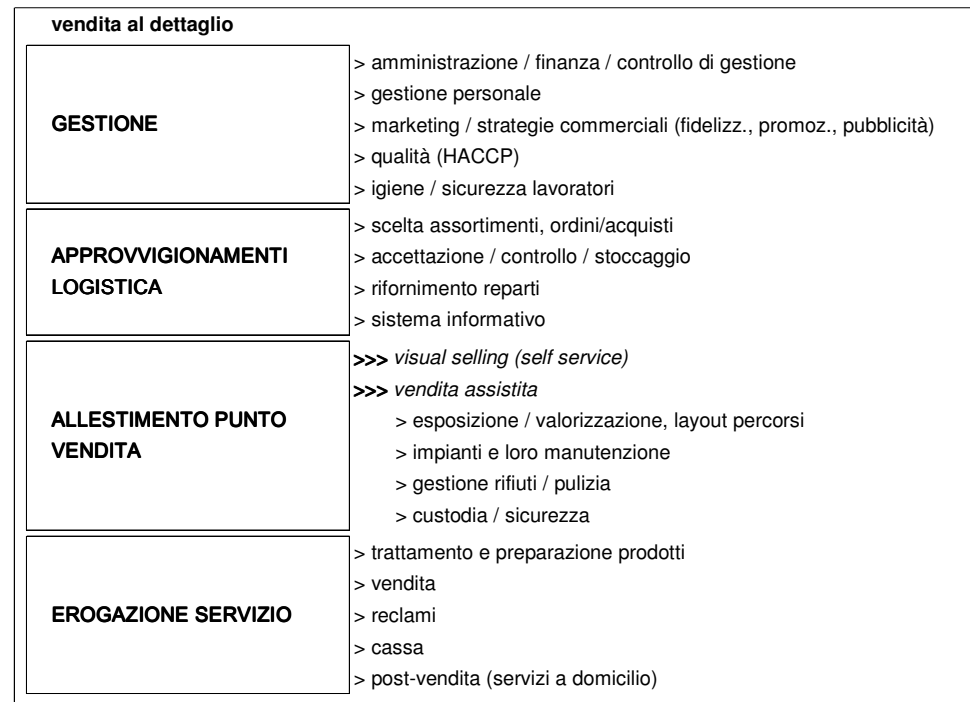 vendita al dettaglio
GESTIONE
> amministrazione / finanza / controllo di gestione
> gestione personale
> marketing / strategie commerciali (fidelizz., promoz., pubblicità)
> qualità (HACCP)
> igiene / sicurezza lavoratori
APPROVVIGIONAMENTI
LOGISTICA
> scelta assortimenti, ordini/acquisti
> accettazione / controllo / stoccaggio
> rifornimento reparti
> sistema informativo
ALLESTIMENTO PUNTO
VENDITA
>>> visual selling (self service)
>>> vendita assistita
> esposizione / valorizzazione, layout percorsi
> impianti e loro manutenzione
> gestione rifiuti / pulizia
> custodia / sicurezza
EROGAZIONE SERVIZIO
> trattamento e preparazione prodotti
> vendita
> reclami
> cassa
> post-vendita (servizi a domicilio)